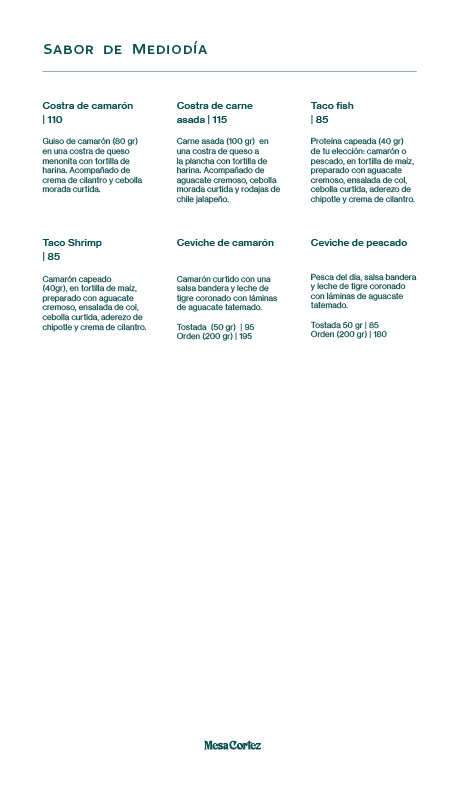 SABOR DE MEDIODÍA
Costra de camarón
| 110
Guiso de camarón (80 gr)
en una costra de queso
menonita con tortilla de
harina. Acompañado de
crema de cilantro y cebolla
morada curtida.
Costra de carne
asada | 115
Carne asada (100 gr) en
una costra de queso a
la plancha con tortilla de
harina. Acompañado de
aguacate cremoso, cebolla
morada curtida y rodajas de
chile jalapeño.
Taco fish
| 85
Proteína capeada (40 gr)
de tu elección: camarón o
pescado, en tortilla de maíz,
preparado con aguacate
cremoso, ensalada de col,
cebolla curtida, aderezo de
chipotle y crema de cilantro.
Taco Shrimp
| 85
Camarón capeado
(40gr), en tortilla de maíz,
preparado con aguacate
cremoso, ensalada de col,
cebolla curtida, aderezo de
chipotle y crema de cilantro.
Ceviche de camarón
Camarón curtido con una
salsa bandera y leche de
tigre coronado con láminas
de aguacate tatemado.
Tostada (50 gr) | 95
Orden (200 gr) | 195
Ceviche de pescado
Pesca del día, salsa bandera
y leche de tigre coronado
con láminas de aguacate
tatemado.
Tostada 50 gr | 85
Orden (200 gr) | 180
Mesa Cortez